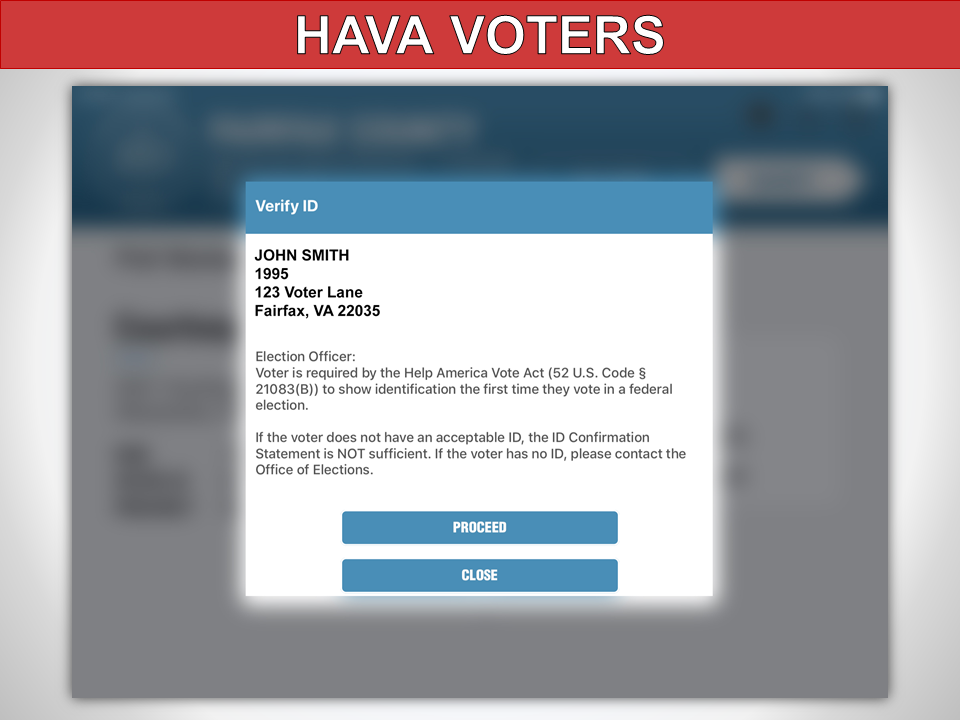 HAVA VOTERS
Verify ID
JOHN SMITH
1995
123 Voter Lane
Fairfax, VA 22035
Election Officer:
Voter is required by the Help America Vote Act (52 U.S. Code §
21083(B)) to show identification the first time they vote in a federal
election.
If the voter does not have an acceptable ID, the ID Confirmation
Statement is NOT sufficient. If the voter has no ID, please contact the
Office of Elections.
PROCEED
CLOSE